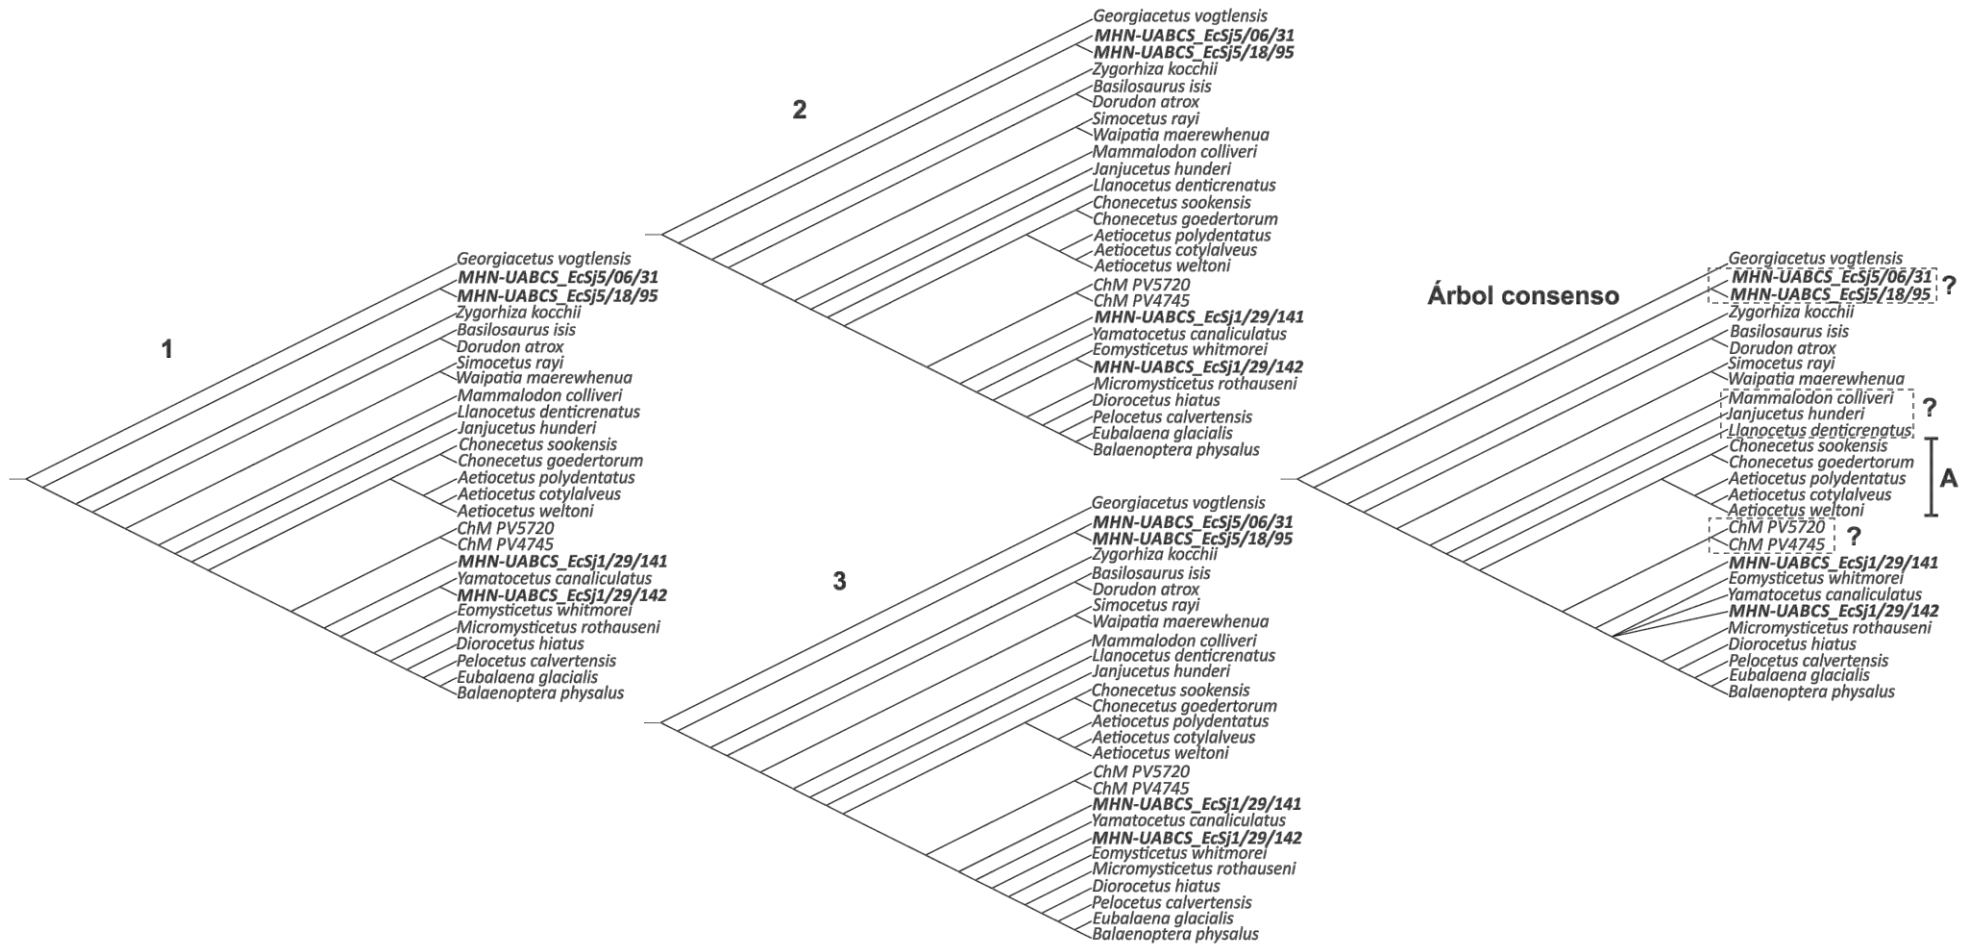 1
Georgiacetus vogtlensis
MHN-UABCS_EcSj5/06/31
MHN-UABCS_EcSj5/18/95
Zygorhiza kocchii
Basilosaurus isis
Dorudon atrox
Simocetus rayi
Waipatia maerewhenua
Mammalodon colliveri
Llanocetus denticrenatus
Janjucetus hunderi
Chonecetus sookensis
Chonecetus goedertorum
Aetiocetus polydentatus
Aetiocetus cotylalveus
Aetiocetus weltoni
ChM PV5720
ChM PV4745
MHN-UABCS_EcSj1/29/141
Yamatocetus canaliculatus
MHN-UABCS_EcSj1/29/142
Eomysticetus whitmorei
Micromysticetus rothauseni
Diorocetus hiatus
Pelocetus calvertensis
Eubalaena glacialis
Balaenoptera physalus
2
Georgiacetus vogtlensis
MHN-UABCS_EcSj5/06/31
MHN-UABCS_EcSj5/18/95
Zygorhiza kocchii
Basilosaurus isis
Dorudon atrox
Simocetus rayi
Waipatia maerewhenua
Mammalodon colliveri
Janjucetus hunderi
Llanocetus denticrenatus
Chonecetus sookensis
Chonecetus goedertorum
Aetiocetus polydentatus
Aetiocetus cotylalveus
Aetiocetus weltoni
ChM PV5720
ChM PV4745
MHN-UABCS_EcSj1/29/141
Yamatocetus canaliculatus
Eomysticetus whitmorei
MHN-UABCS_EcSj1/29/142
Micromysticetus rothauseni
Diorocetus hiatus
Pelocetus calvertensis
Eubalaena glacialis
Balaenoptera physalus
3
Georgiacetus vogtlensis
MHN-UABCS_EcSj5/06/31
MHN-UABCS_EcSj5/18/95
Zygorhiza kocchii
Basilosaurus isis
Dorudon atrox
Simocetus rayi
Waipatia maerewhenua
Mammalodon colliveri
Llanocetus denticrenatus
Janjucetus hunderi
Chonecetus sookensis
Chonecetus goedertorum
Aetiocetus polydentatus
Aetiocetus cotylalveus
Aetiocetus weltoni
ChM PV5720
ChM PV4745
MHN-UABCS_EcSj1/29/141
Yamatocetus canaliculatus
MHN-UABCS_EcSj1/29/142
Eomysticetus whitmorei
Micromysticetus rothauseni
Diorocetus hiatus
Pelocetus calvertensis
Eubalaena glacialis
Balaenoptera physalus
Árbol consenso
Georgiacetus vogtlensis
MHN-UABCS_EcSj5/06/31
?
MHN-UABCS_EcSj5/18/95
Zygorhiza kocchii
Basilosaurus isis
Dorudon atrox
Simocetus rayi
Waipatia maerewhenua
Mammalodon colliveri
?
Janjucetus hunderi
Llanocetus denticrenatus
Chonecetus sookensis
Chonecetus goedertorum
Aetiocetus polydentatus
A
Aetiocetus cotylalveus
Aetiocetus weltoni
ChM PV5720
?
ChM PV4745
MHN-UABCS_EcSj1/29/141
Eomysticetus whitmorei
Yamatocetus canaliculatus
MHN-UABCS_EcSj1/29/142
Micromysticetus rothauseni
Diorocetus hiatus
Pelocetus calvertensis
Eubalaena glacialis
Balaenoptera physalus